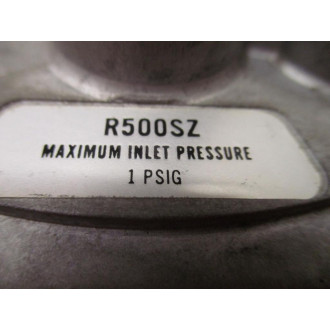 R500SZ
MAXIMUM INLET PRESSURE
1 PSIG